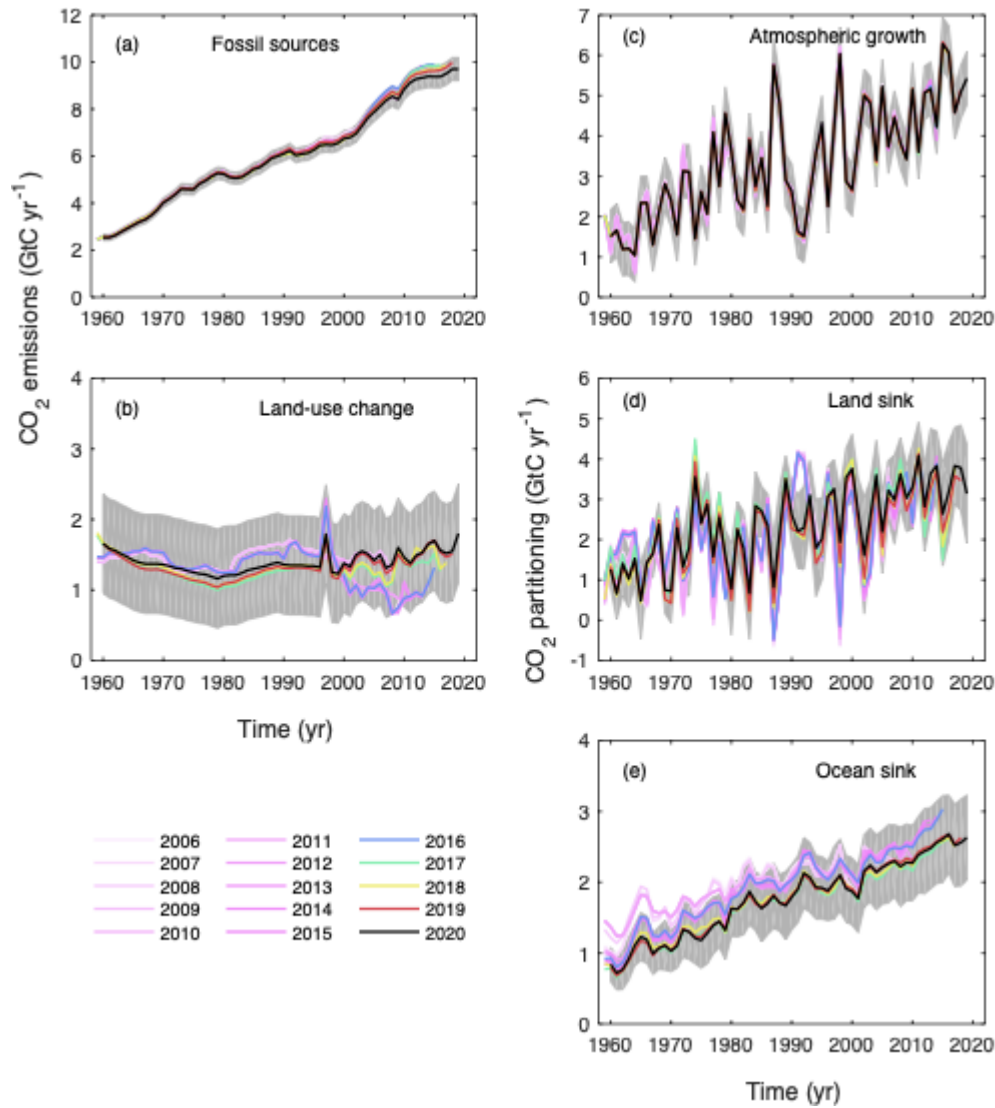 (a) Fossil sources
12
10
8
6
4
2
0
1960 1970 1980 1990 2000 2010 2020
CO2 emissions (GtC yr-1)
(b) Land-use change
4
3
2
1
0
1960 1970 1980 1990 2000 2010 2020
Time (yr)
2006 2011 2016
2007 2012 2017
2008 2013 2018
2009 2014 2019
2010 2015 2020
(c) Atmospheric growth
7
6
5
4
3
2
1
0
1960 1970 1980 1990 2000 2010 2020
CO2 partitioning (GtC yr-1)
(d) Land sink
6
5
4
3
2
1
0
-1
1960 1970 1980 1990 2000 2010 2020
(e) Ocean sink
4
3
2
1
0
1960 1970 1980 1990 2000 2010 2020
Time (yr)